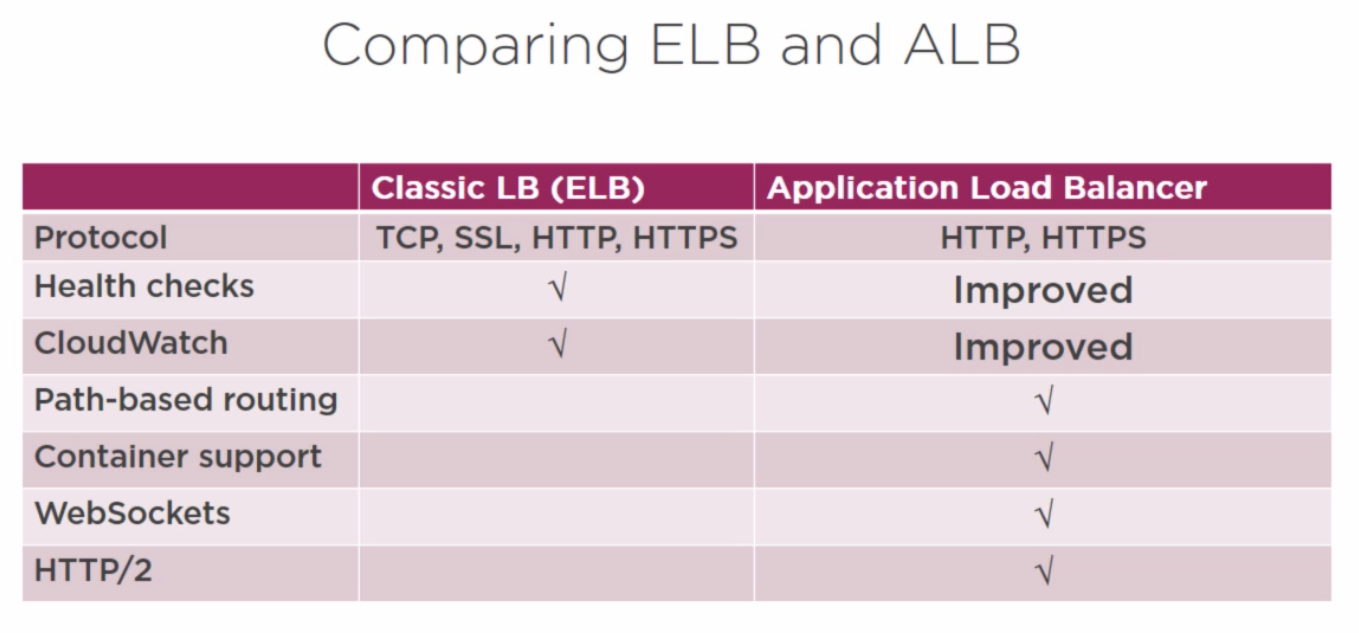 Comparing ELB and ALB
Classic LB (ELB) Application Load Balancer
Protocol TCP, SSL, HTTP, HTTPS HTTP, HTTPS
Health checks √ Improved
CloudWatch √ Improved
Path-based routing √
Container support √
WebSockets √
HTTP/2 √